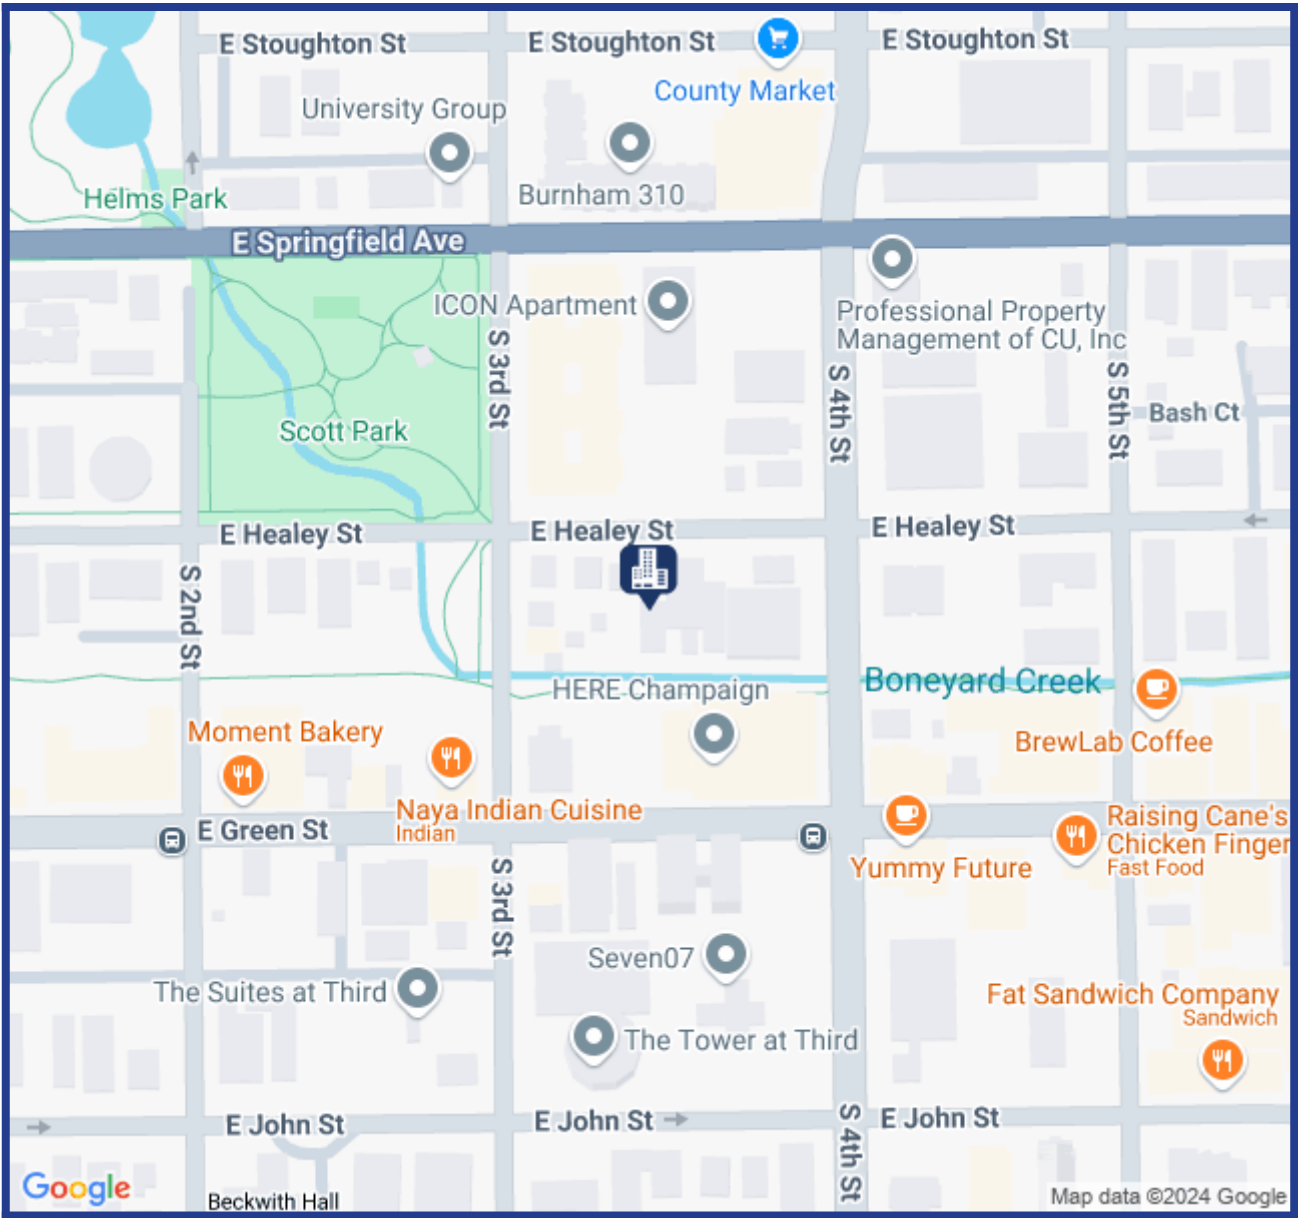 E Stoughton St
E Stoughton St
E Stoughton St
County Market
University Group
Burnham 310
Helms Park
E Springfield Ave
ICON Apartment
Professional Property
Management of CU, Inc
S 3rd St
S 4th St
S 5th St
Bash Ct
Scott Park
E Healey St
E Healey St
E Healey St
S 2nd St
HERE Champaign
Boneyard Creek
Moment Bakery
BrewLab Coffee
Naya Indian Cuisine
Indian
E Green St
Raising Cane's
Chicken Finger
Fast Food
Yummy Future
S 3rd St
Seven07
The Suites at Third
Fat Sandwich Company
Sandwich
The Tower at Third
E John St
E John St
E John St
S 4th St
Google
Beckwith Hall
Map data ©2024 Google